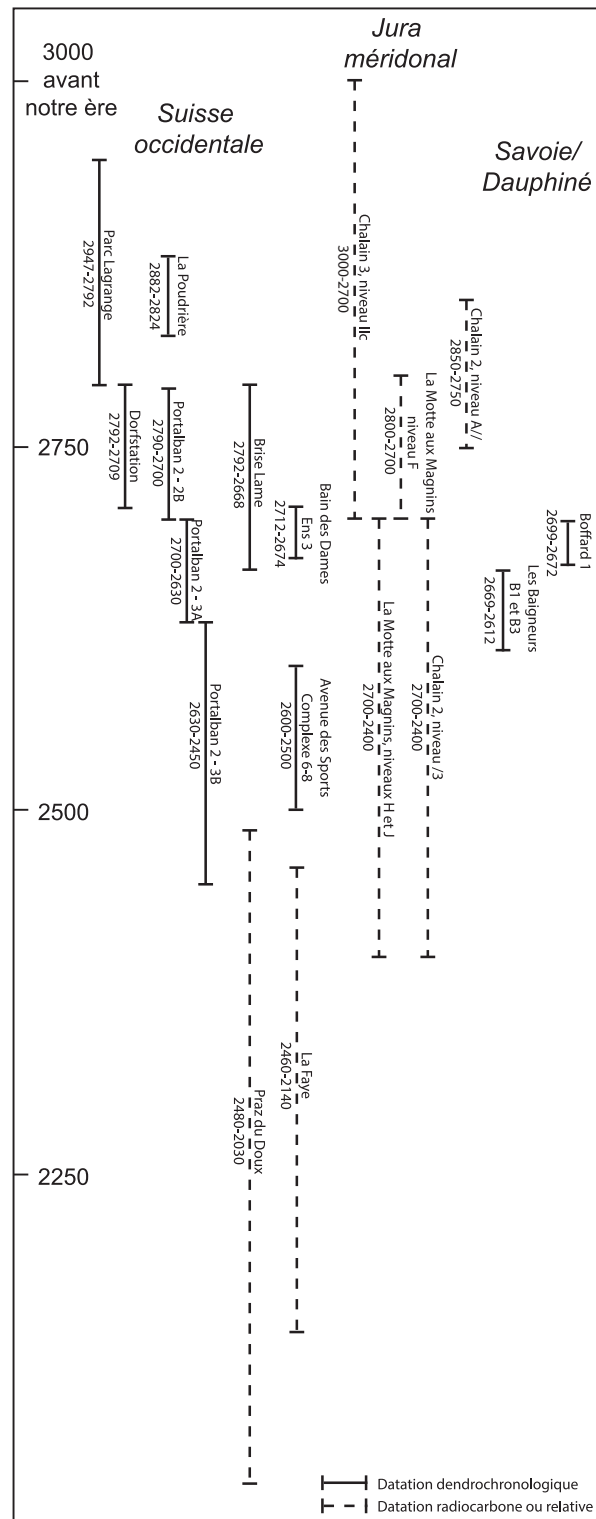 3000
avant
notre ère
Suisse
occidentale
Jura
méridonal
Savoie/
Dauphiné
Parc Lagrange
2947-2792
La Poudrière
2882-2824
Dorfstation
2792-2709
Portalban 2 - 2B
2790-2700
Portalban 2 - 3A
2700-2630
Portalban 2 - 3B
2630-2450
Brise Lame
2792-2668
Bain des Dames
Ens 3
2712-2674
Avenue des Sports
Complexe 6-8
2600-2500
Praz du Doux
2480-2030
La Faye
2460-2140
Chalain 3, niveau IIc
3000-2700
La Motte aux Magnins
niveau F
2800-2700
La Motte aux Magnins, niveaux H et J
2700-2400
Chalain 2, niveau /3
2700-2400
Chalain 2, niveau A//
2850-2750
Les Baigneurs
B1 et B3
2669-2612
Boffard 1
2699-2672
2750
2500
2250
Datation dendrochronologique
Datation radiocarbone ou relative